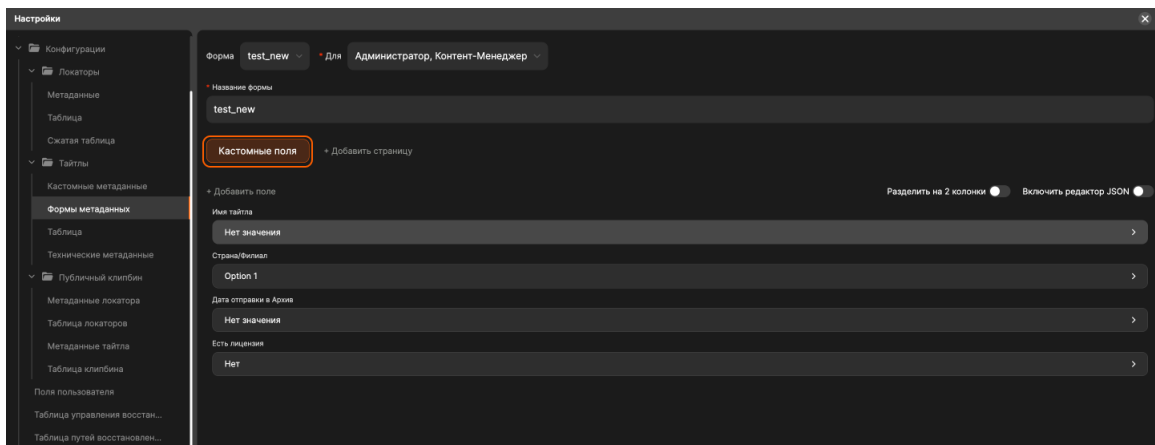 Настройки
Конфигурации
Локаторы
Метаданные
Таблица
Сжатая таблица
Тайтлы
Кастомные метаданные
Формы метаданных
Таблица
Технические метаданные
Публичный клипбин
Метаданные локатора
Таблица локаторов
Метаданные тайтла
Таблица клипбина
Поля пользователя
Таблица управления восстан...
Таблица путей восстановлен...
Форма test_new * Для Администратор, Контент-Менеджер
* Название формы
test_new
Кастомные поля + Добавить страницу
+ Добавить поле Разделить на 2 колонки Включить редактор JSON
Имя тайтла
Нет значения
Страна/Филиал
Option 1
Дата отправки в Архив
Нет значения
Есть лицензия
Нет